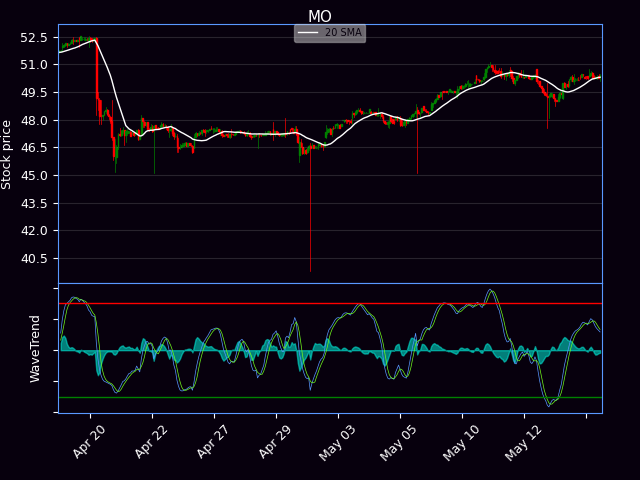 MO
20 SMA
Stock price
52.5
51.0
49.5
48.0
46.5
45.0
43.5
42.0
40.5
WaveTrend
Apr 20
Apr 22
Apr 27
Apr 29
May 03
May 05
May 10
May 12